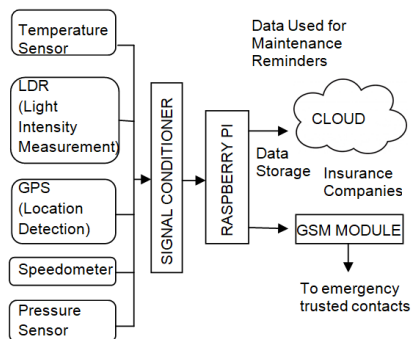 Temperature
Sensor
LDR
(Light
Intensity
Measurement)
GPS
(Location
Detection)
Speedometer
Pressure
Sensor
SIGNAL CONDITIONER
RASPBERRY PI
Data Used for
Maintenance
Reminders
CLOUD
Data
Storage
Insurance
Companies
GSM MODULE
To emergency
trusted contacts